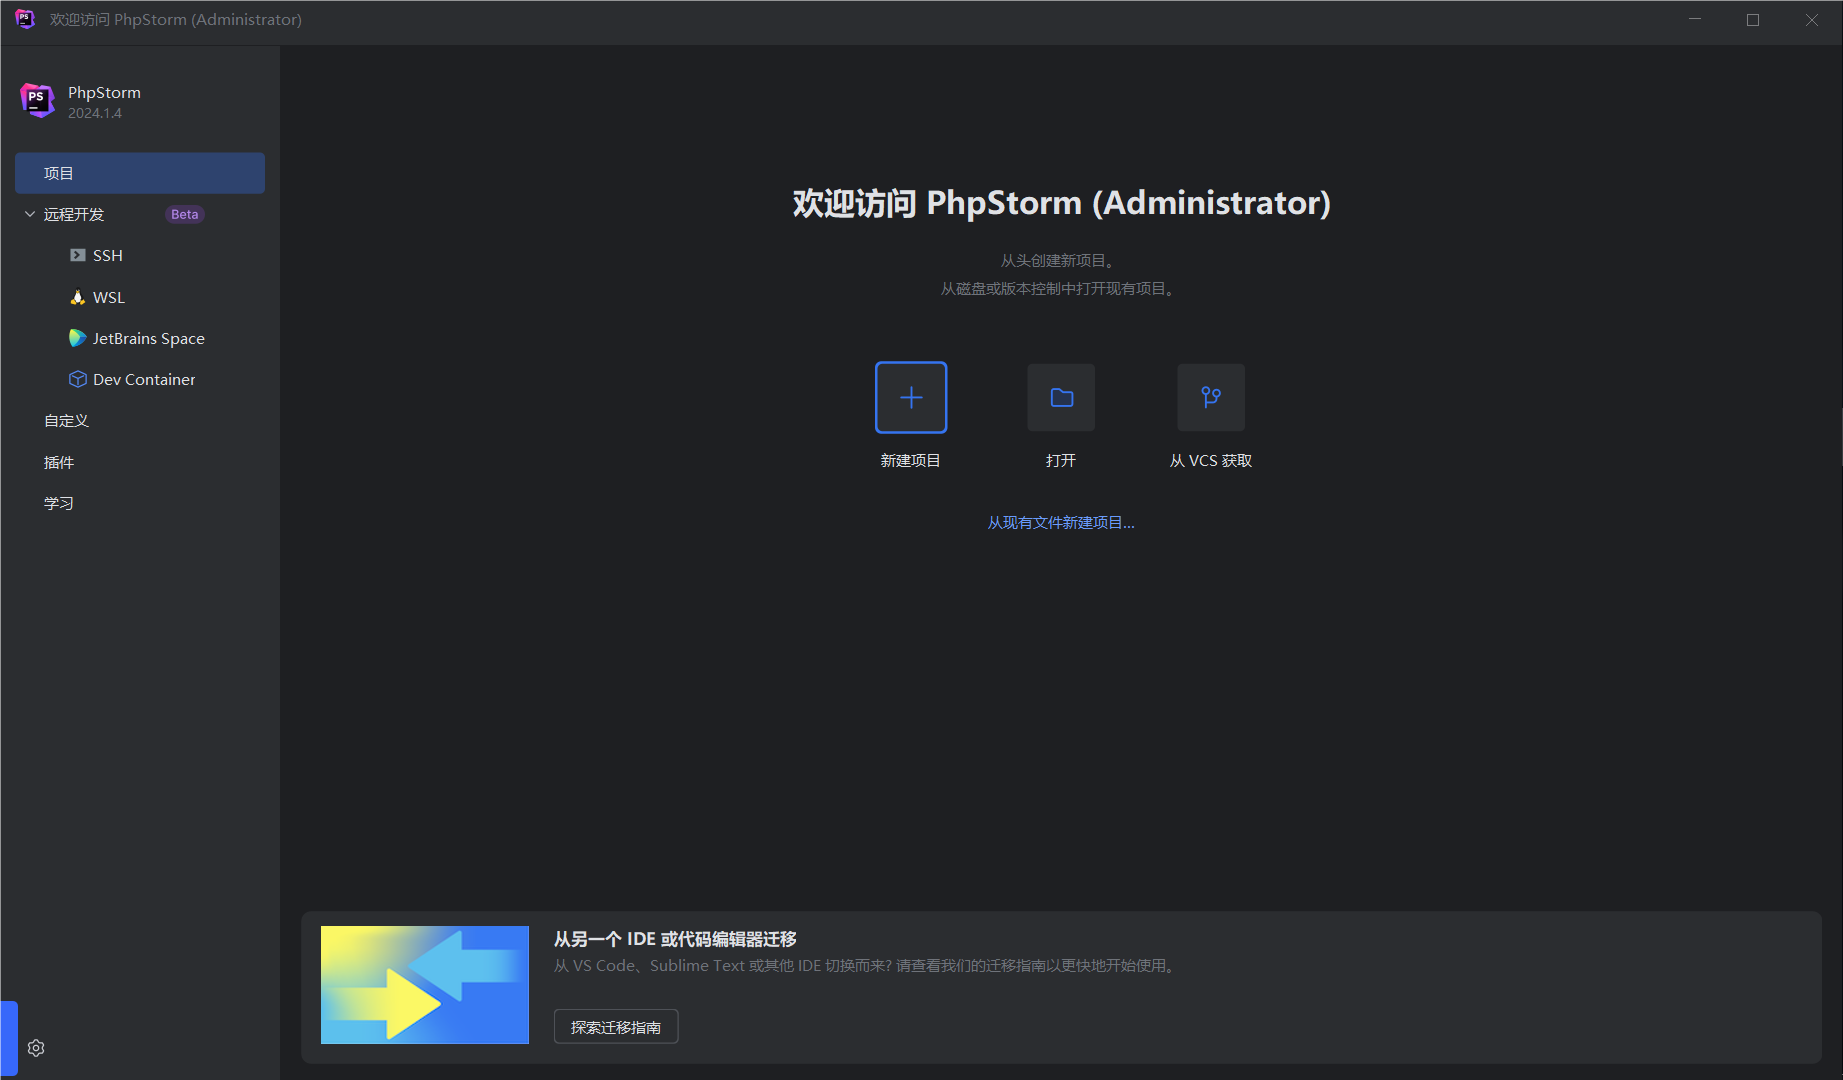 欢迎访问 PhpStorm (Administrator)
PS
PhpStorm
2024.1.4
项目
远程开发 Beta
SSH
WSL
JetBrains Space
Dev Container
自定义
插件
学习
欢迎访问 PhpStorm (Administrator)
从头创建新项目。
从磁盘或版本控制中打开现有项目。
新建项目 打开 从 VCS 获取
从现有文件新建项目...
从另一个 IDE 或代码编辑器迁移
从 VS Code、Sublime Text 或其他 IDE 切换而来? 请查看我们的迁移指南以更快地开始使用。
探索迁移指南